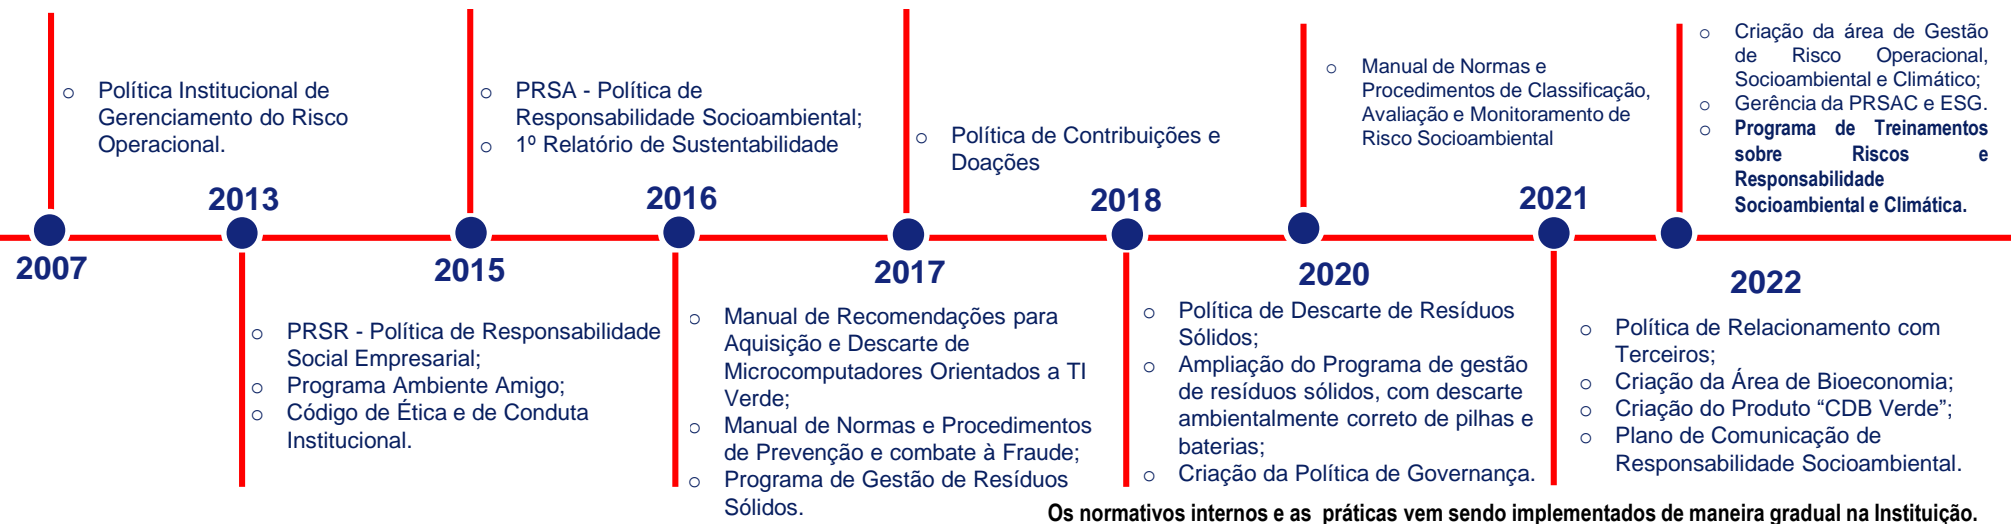 2007
○ Política Institucional de
Gerenciamento do Risco
Operacional.
2013
○ PRSR - Política de Responsabilidade
Social Empresarial;
○ Programa Ambiente Amigo;
○ Código de Ética e de Conduta
Institucional.
2015
○ PRSA - Política de
Responsabilidade Socioambiental;
○ 1º Relatório de Sustentabilidade
2016
○ Manual de Recomendações para
Aquisição e Descarte de
Microcomputadores Orientados a TI
Verde;
○ Manual de Normas e Procedimentos
de Prevenção e combate à Fraude;
○ Programa de Gestão de Resíduos
Sólidos.
2017
○ Política de Contribuições e
Doações
2018
○ Política de Descarte de Resíduos
Sólidos;
○ Ampliação do Programa de gestão
de resíduos sólidos, com descarte
ambientalmente correto de pilhas e
baterias;
○ Criação da Política de Governança.
2020
○ Manual de Normas e
Procedimentos de Classificação,
Avaliação e Monitoramento de
Risco Socioambiental
2021
○ Política de Relacionamento com
Terceiros;
○ Criação da Área de Bioeconomia;
○ Criação do Produto “CDB Verde”;
○ Plano de Comunicação de
Responsabilidade Socioambiental.
2022
○ Criação da área de Gestão
de Risco Operacional,
Socioambiental e Climático;
○ Gerência da PRSAC e ESG.
○ Programa de Treinamentos
sobre Riscos e
Responsabilidade
Socioambiental e Climática.
Os normativos internos e as práticas vem sendo implementados de maneira gradual na Instituição.